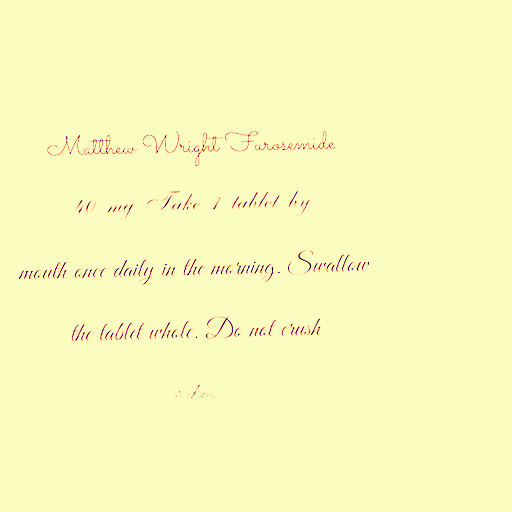 Matthew Wright Furosemide
40 mg Take 1 tablet by
mouth once daily in the morning. Swallow
the tablet whole. Do not crush